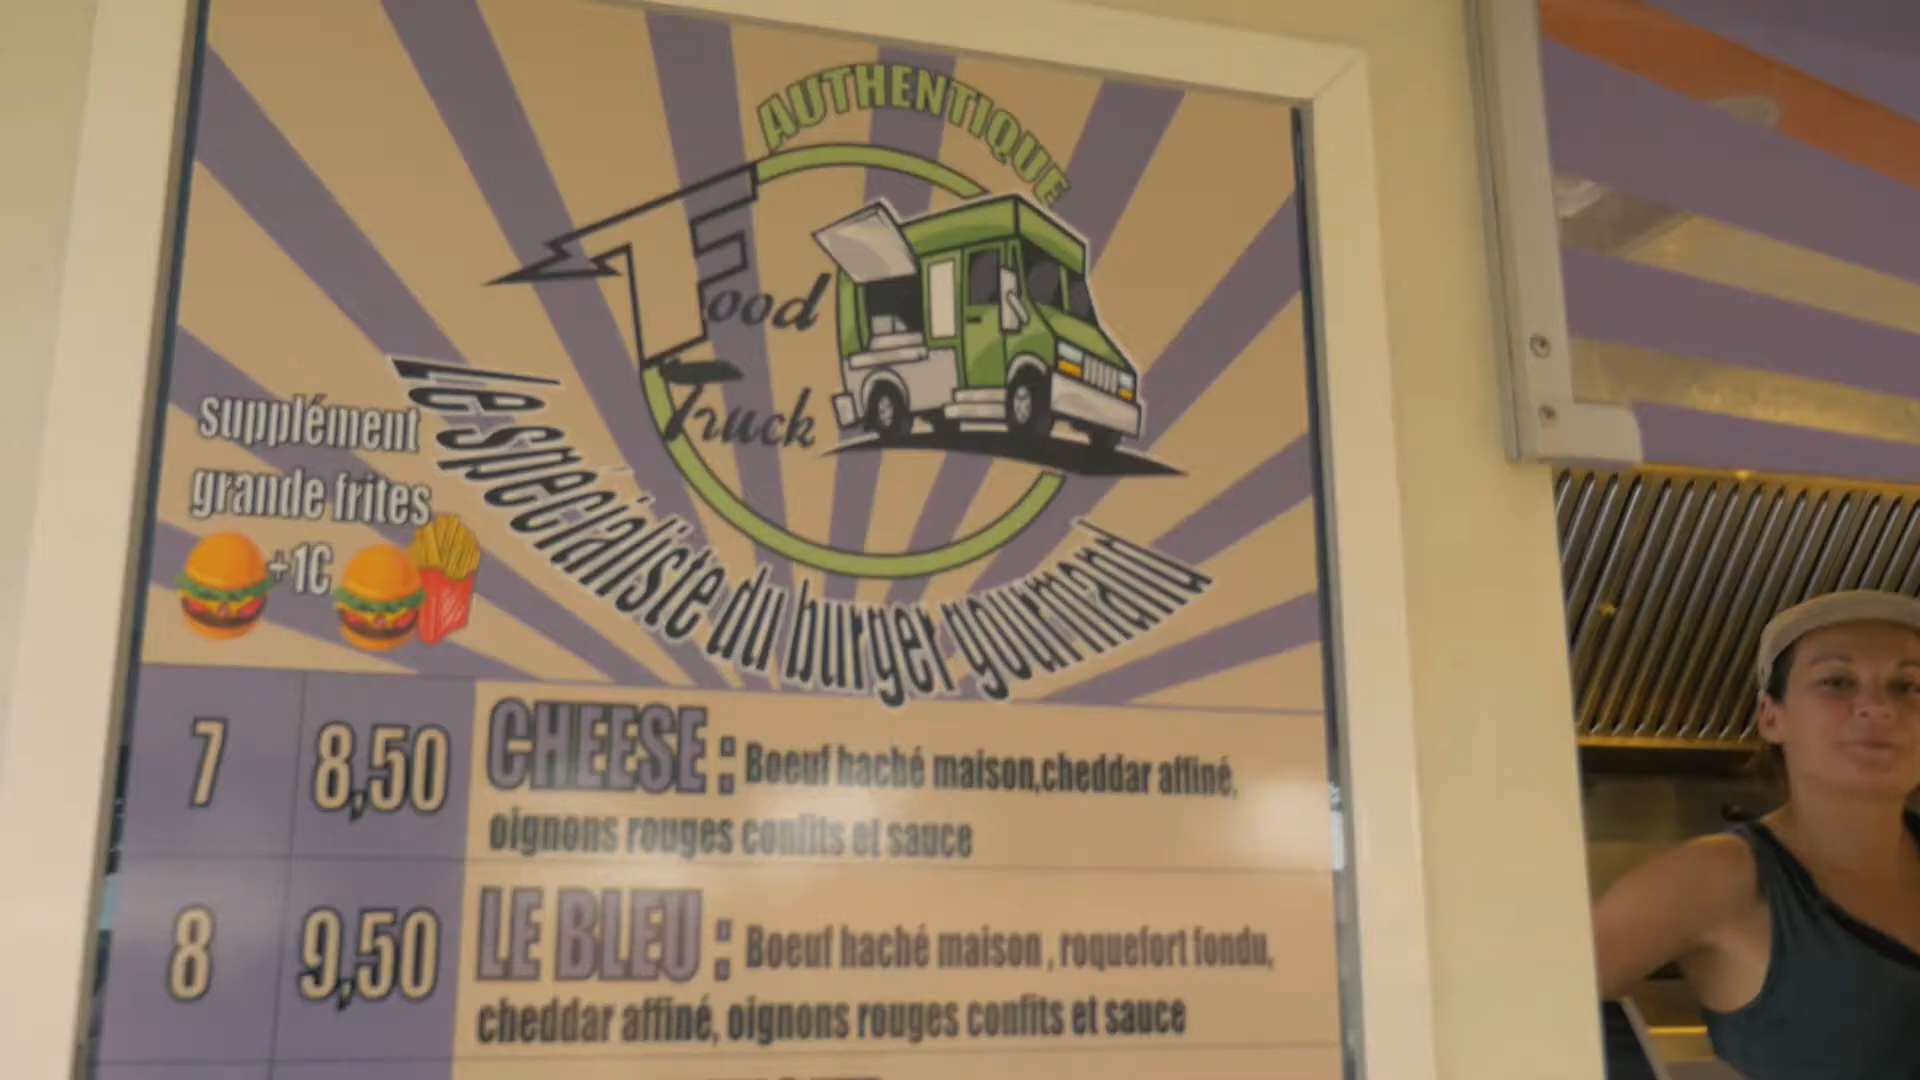 AUTHENTIQUE
Food
Truck
Le spécialiste du burger gourmand
supplément
grande frites
+1€
7 8,50 CHEESE : Boeuf haché maison,cheddar affiné,
oignons rouges confits et sauce
8 9,50 LE BLEU : Boeuf haché maison , roquefort fondu,
cheddar affiné, oignons rouges confits et sauce